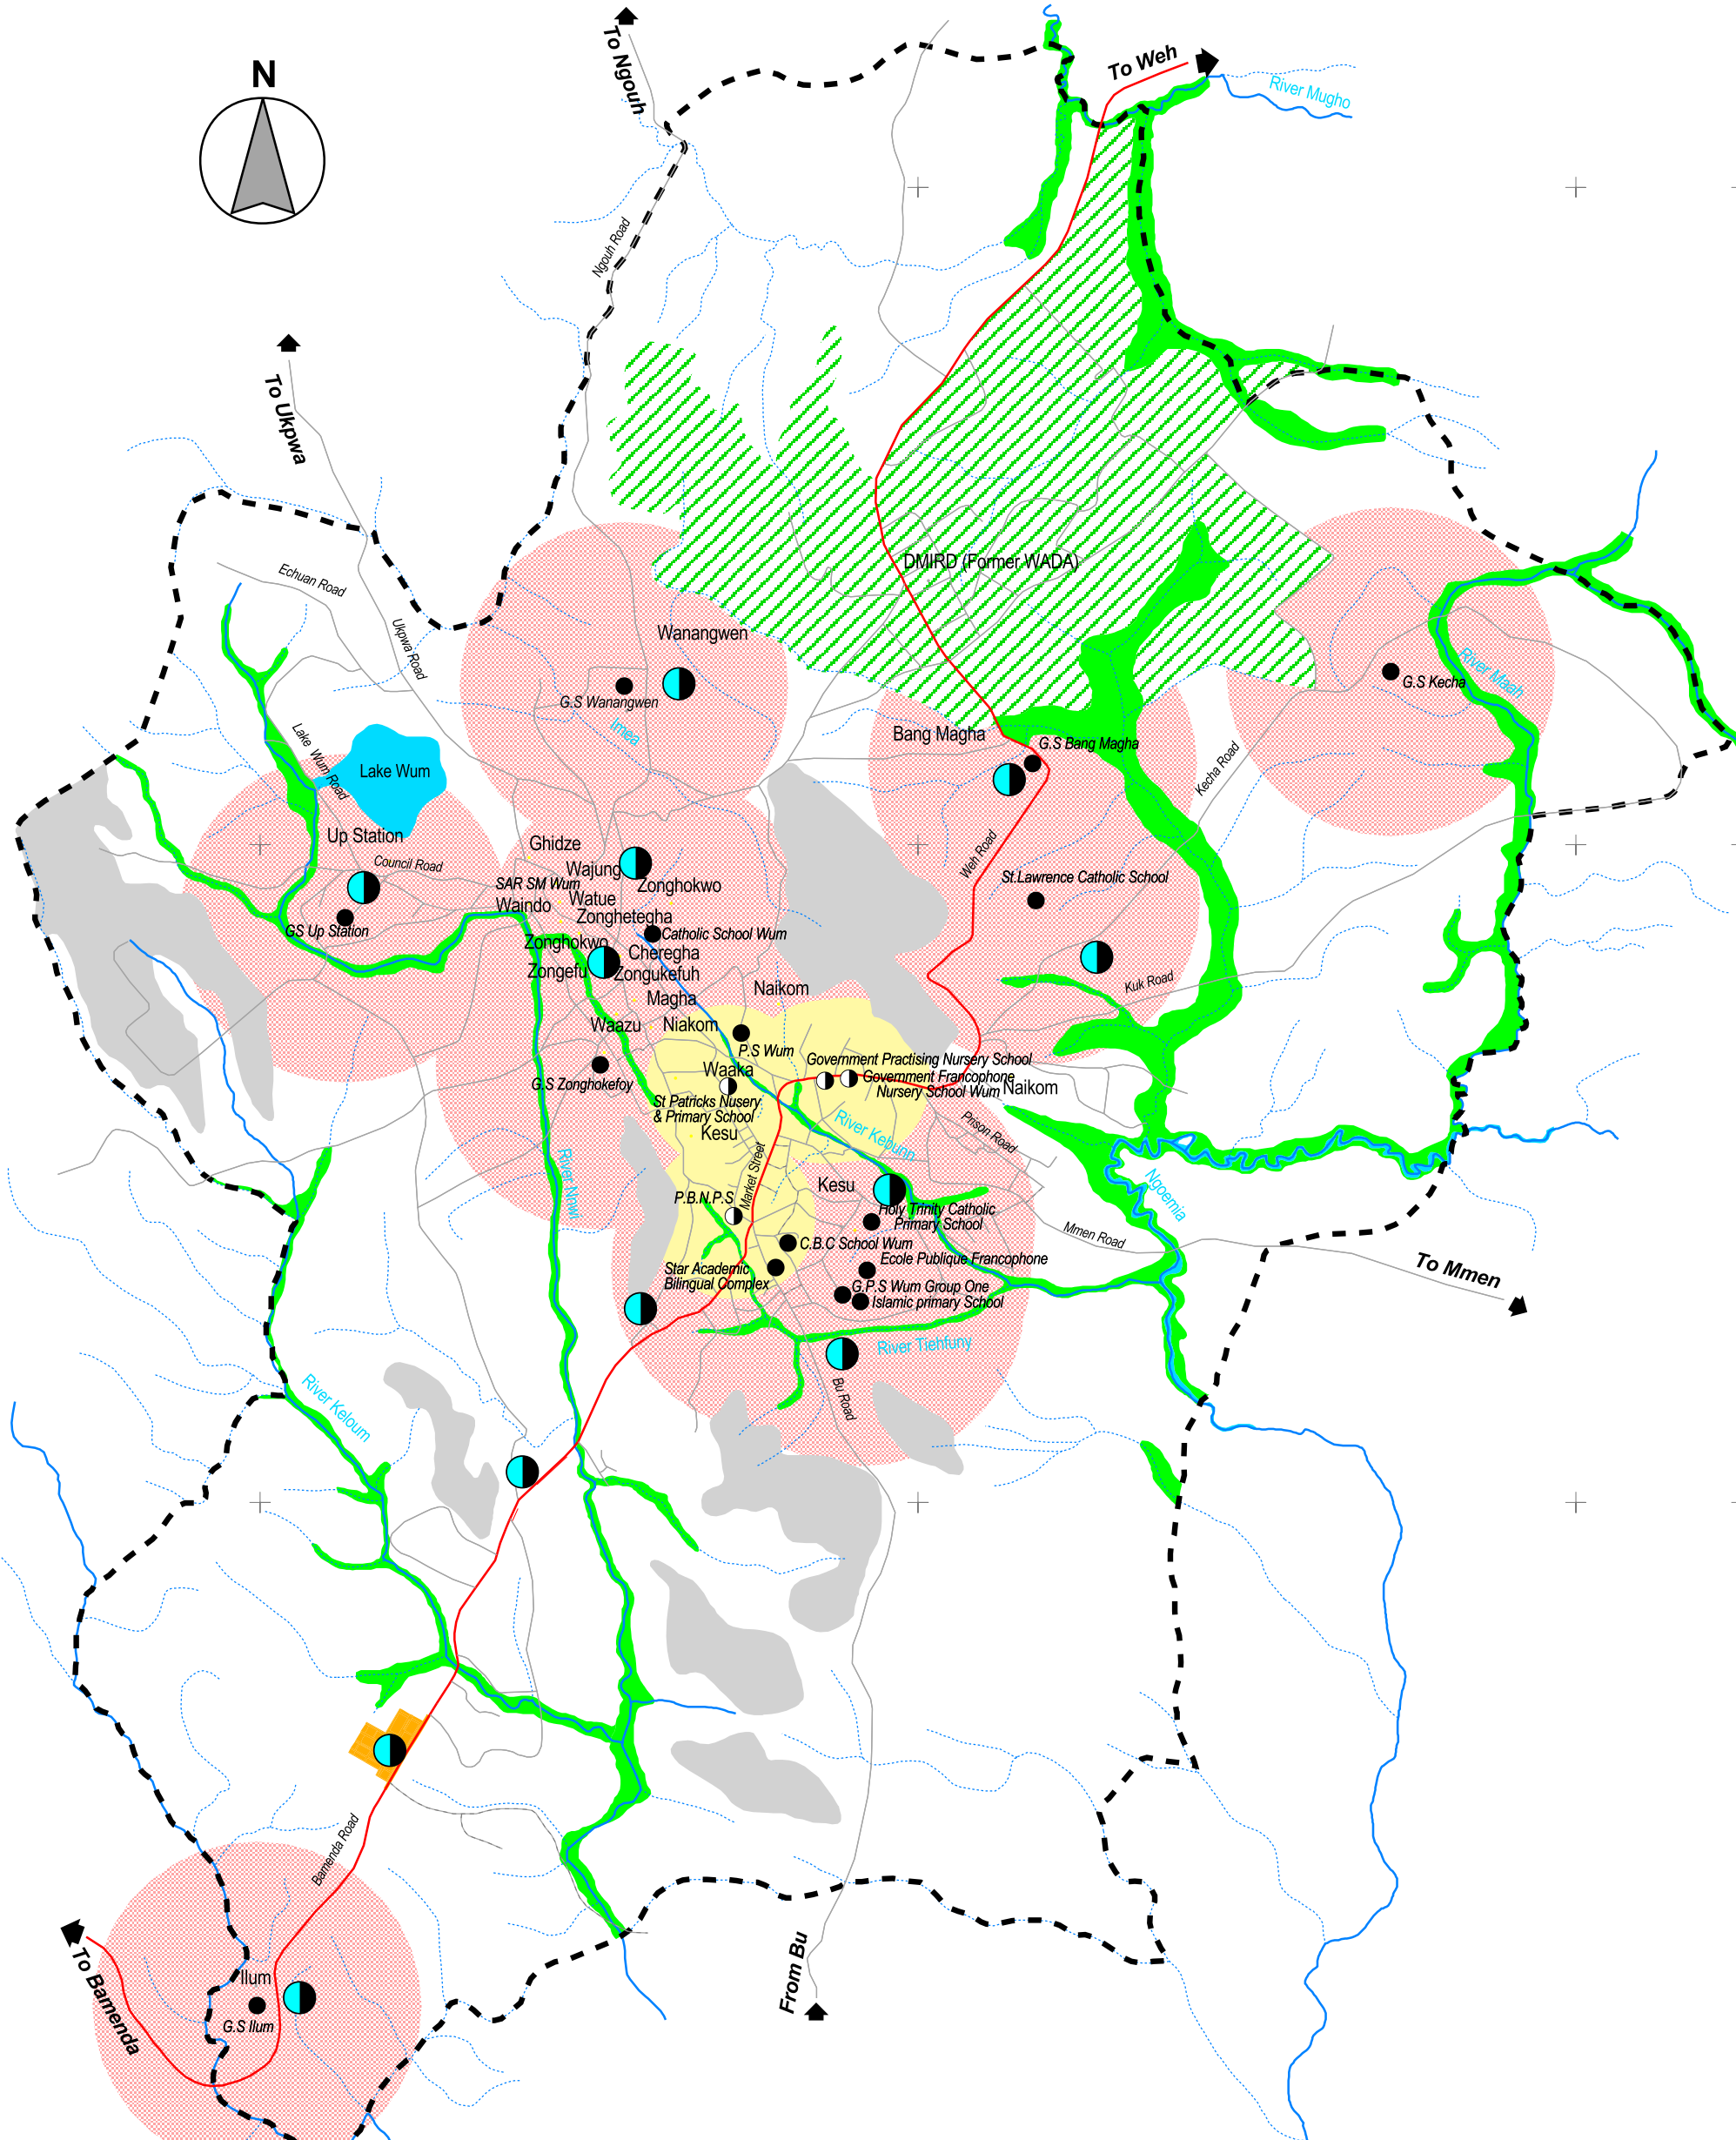 N
To Ngouh
To Weh
River Mugho
Ngouh Road
To Ukpwa
DMIRD (Former WADA)
Echuan Road
Ukpwa Road
Wanangwen
G.S Wanangwen
Imea
River Maah
G.S Kecha
Lake Wum Road
Lake Wum
Bang Magha
G.S Bang Magha
Kecha Road
Up Station
Council Road
Ghidze
Wajung
SAR SM Wum
Zonghokwo
Waindo
Watue
Zonghetegha
Weh Road
St.Lawrence Catholic School
GS Up Station
Catholic School Wum
Zonghokwo
Cheregha
Zongefu
Zongukefuh
Kuk Road
Magha
Naikom
Waazu
Niakom
P.S Wum
Government Practising Nursery School
Waaka
Government Francophone
Nursery School Wum
Naikom
G.S Zonghokefoy
St Patricks Nusery
& Primary School
River Kebunn
Prison Road
Kesu
Market Street
River Nnwi
Ngoemia
P.B.N.P.S
Kesu
Holy Trinity Catholic
Primary School
C.B.C School Wum
Mmen Road
Ecole Publique Francophone
To Mmen
Star Academic
Bilingual Complex
G.P.S Wum Group One
Islamic primary School
River Tiehfuny
River Keloum
Bu Road
Bamenda Road
From Bu
To Bamenda
Ilum
G.S Ilum